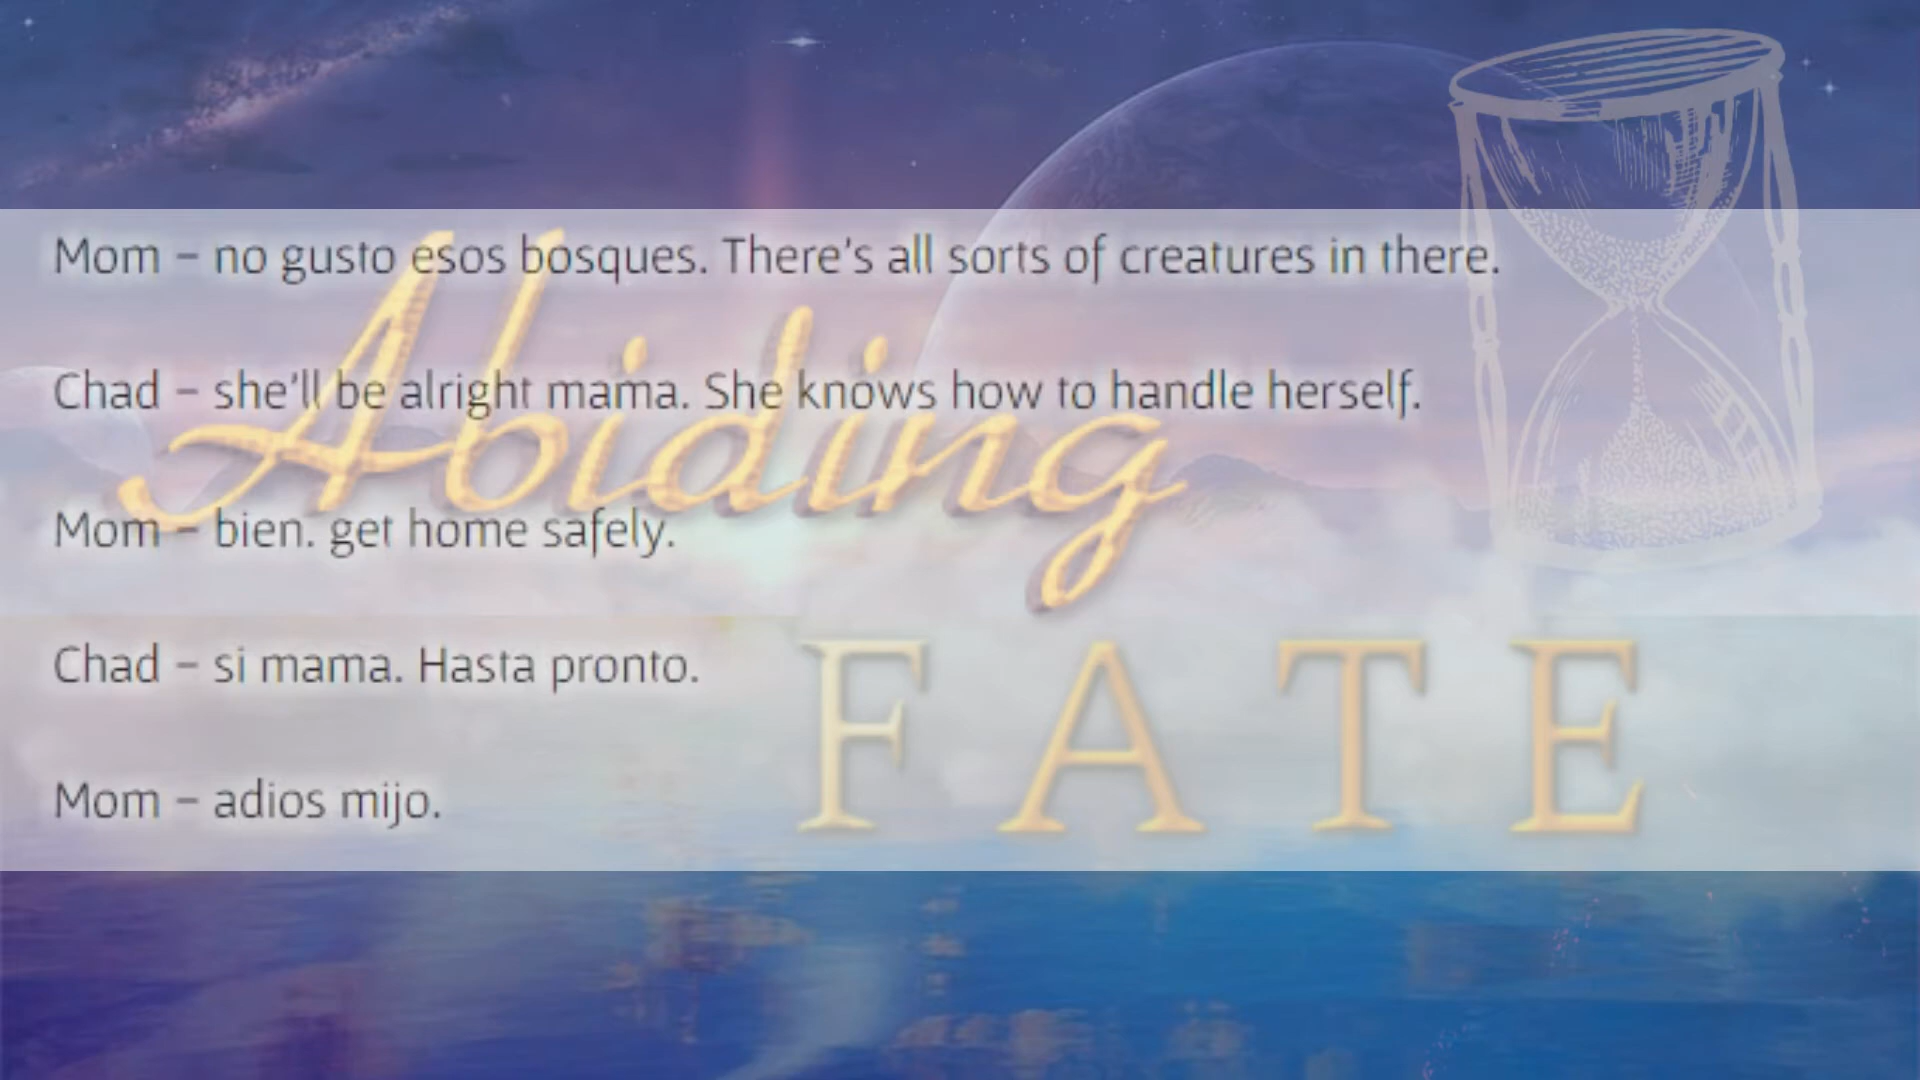 Mom – no gusto esos bosques. There's all sorts of creatures in there.
Chad – she'll be alright mama. She knows how to handle herself.
Mom – bien. get home safely.
Chad – si mama. Hasta pronto.
Mom – adios mijo.
Abiding
FATE